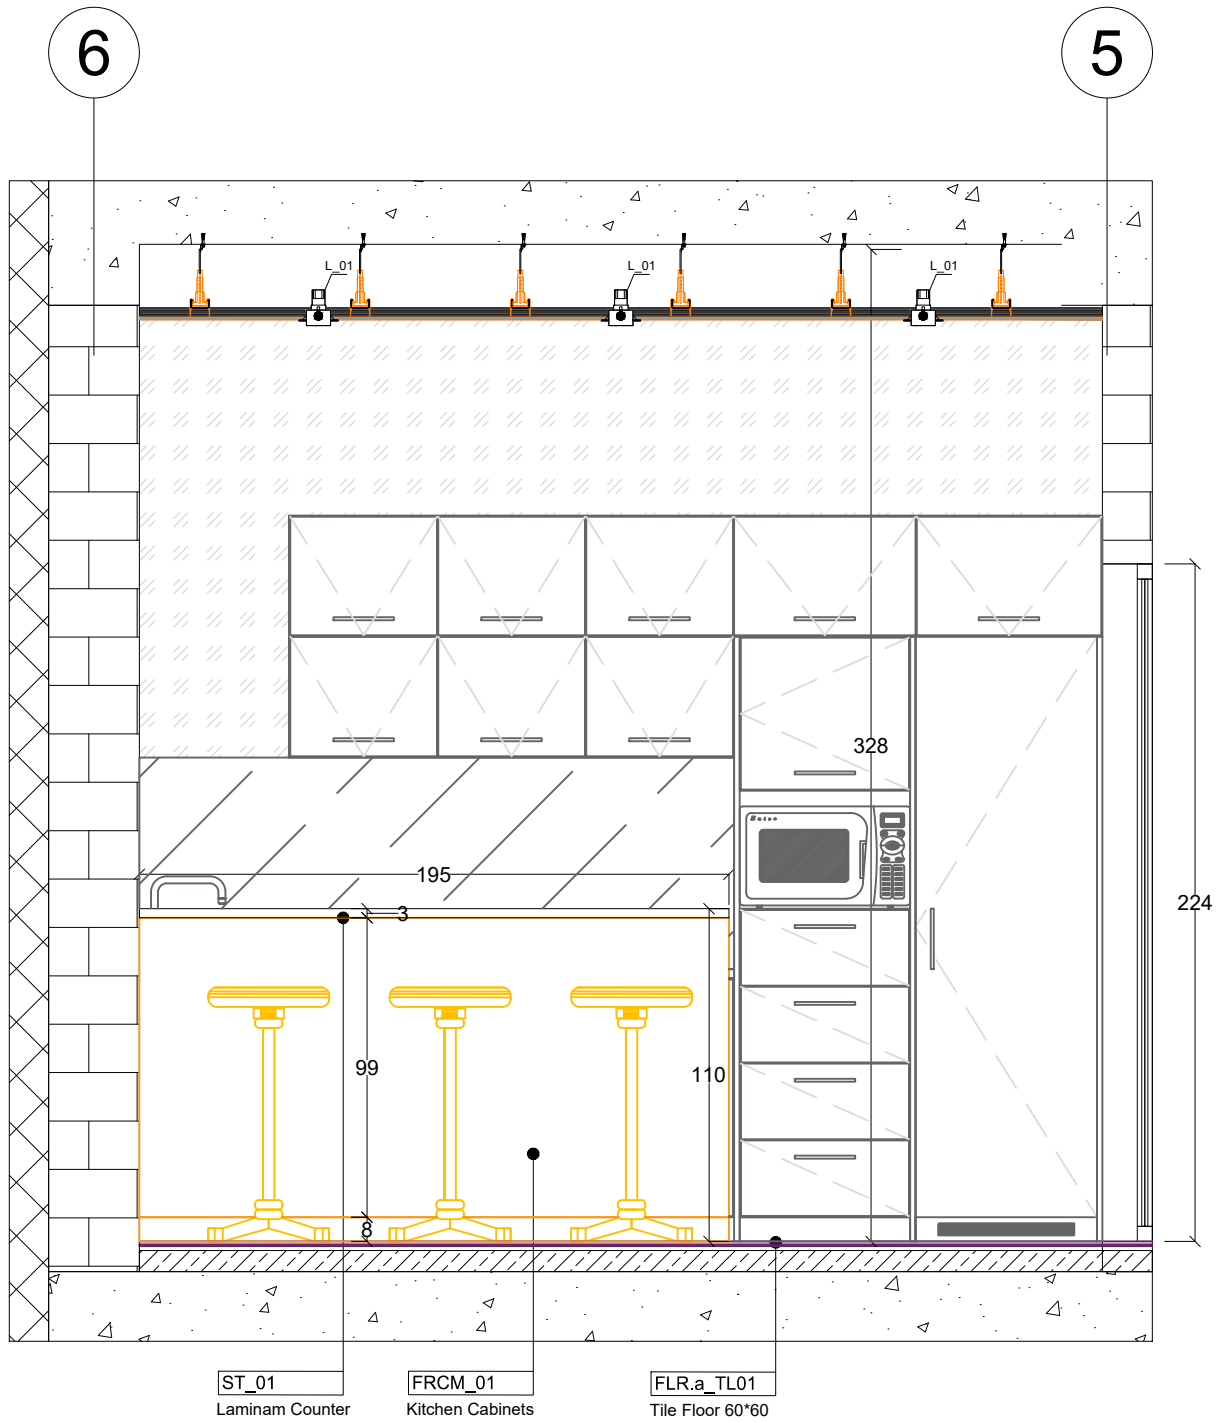 6
5
L_01
L_01
L_01
328
195
3
224
99
110
8
ST_01
Laminam Counter
FRCM_01
Kitchen Cabinets
FLR.a_TL01
Tile Floor 60*60